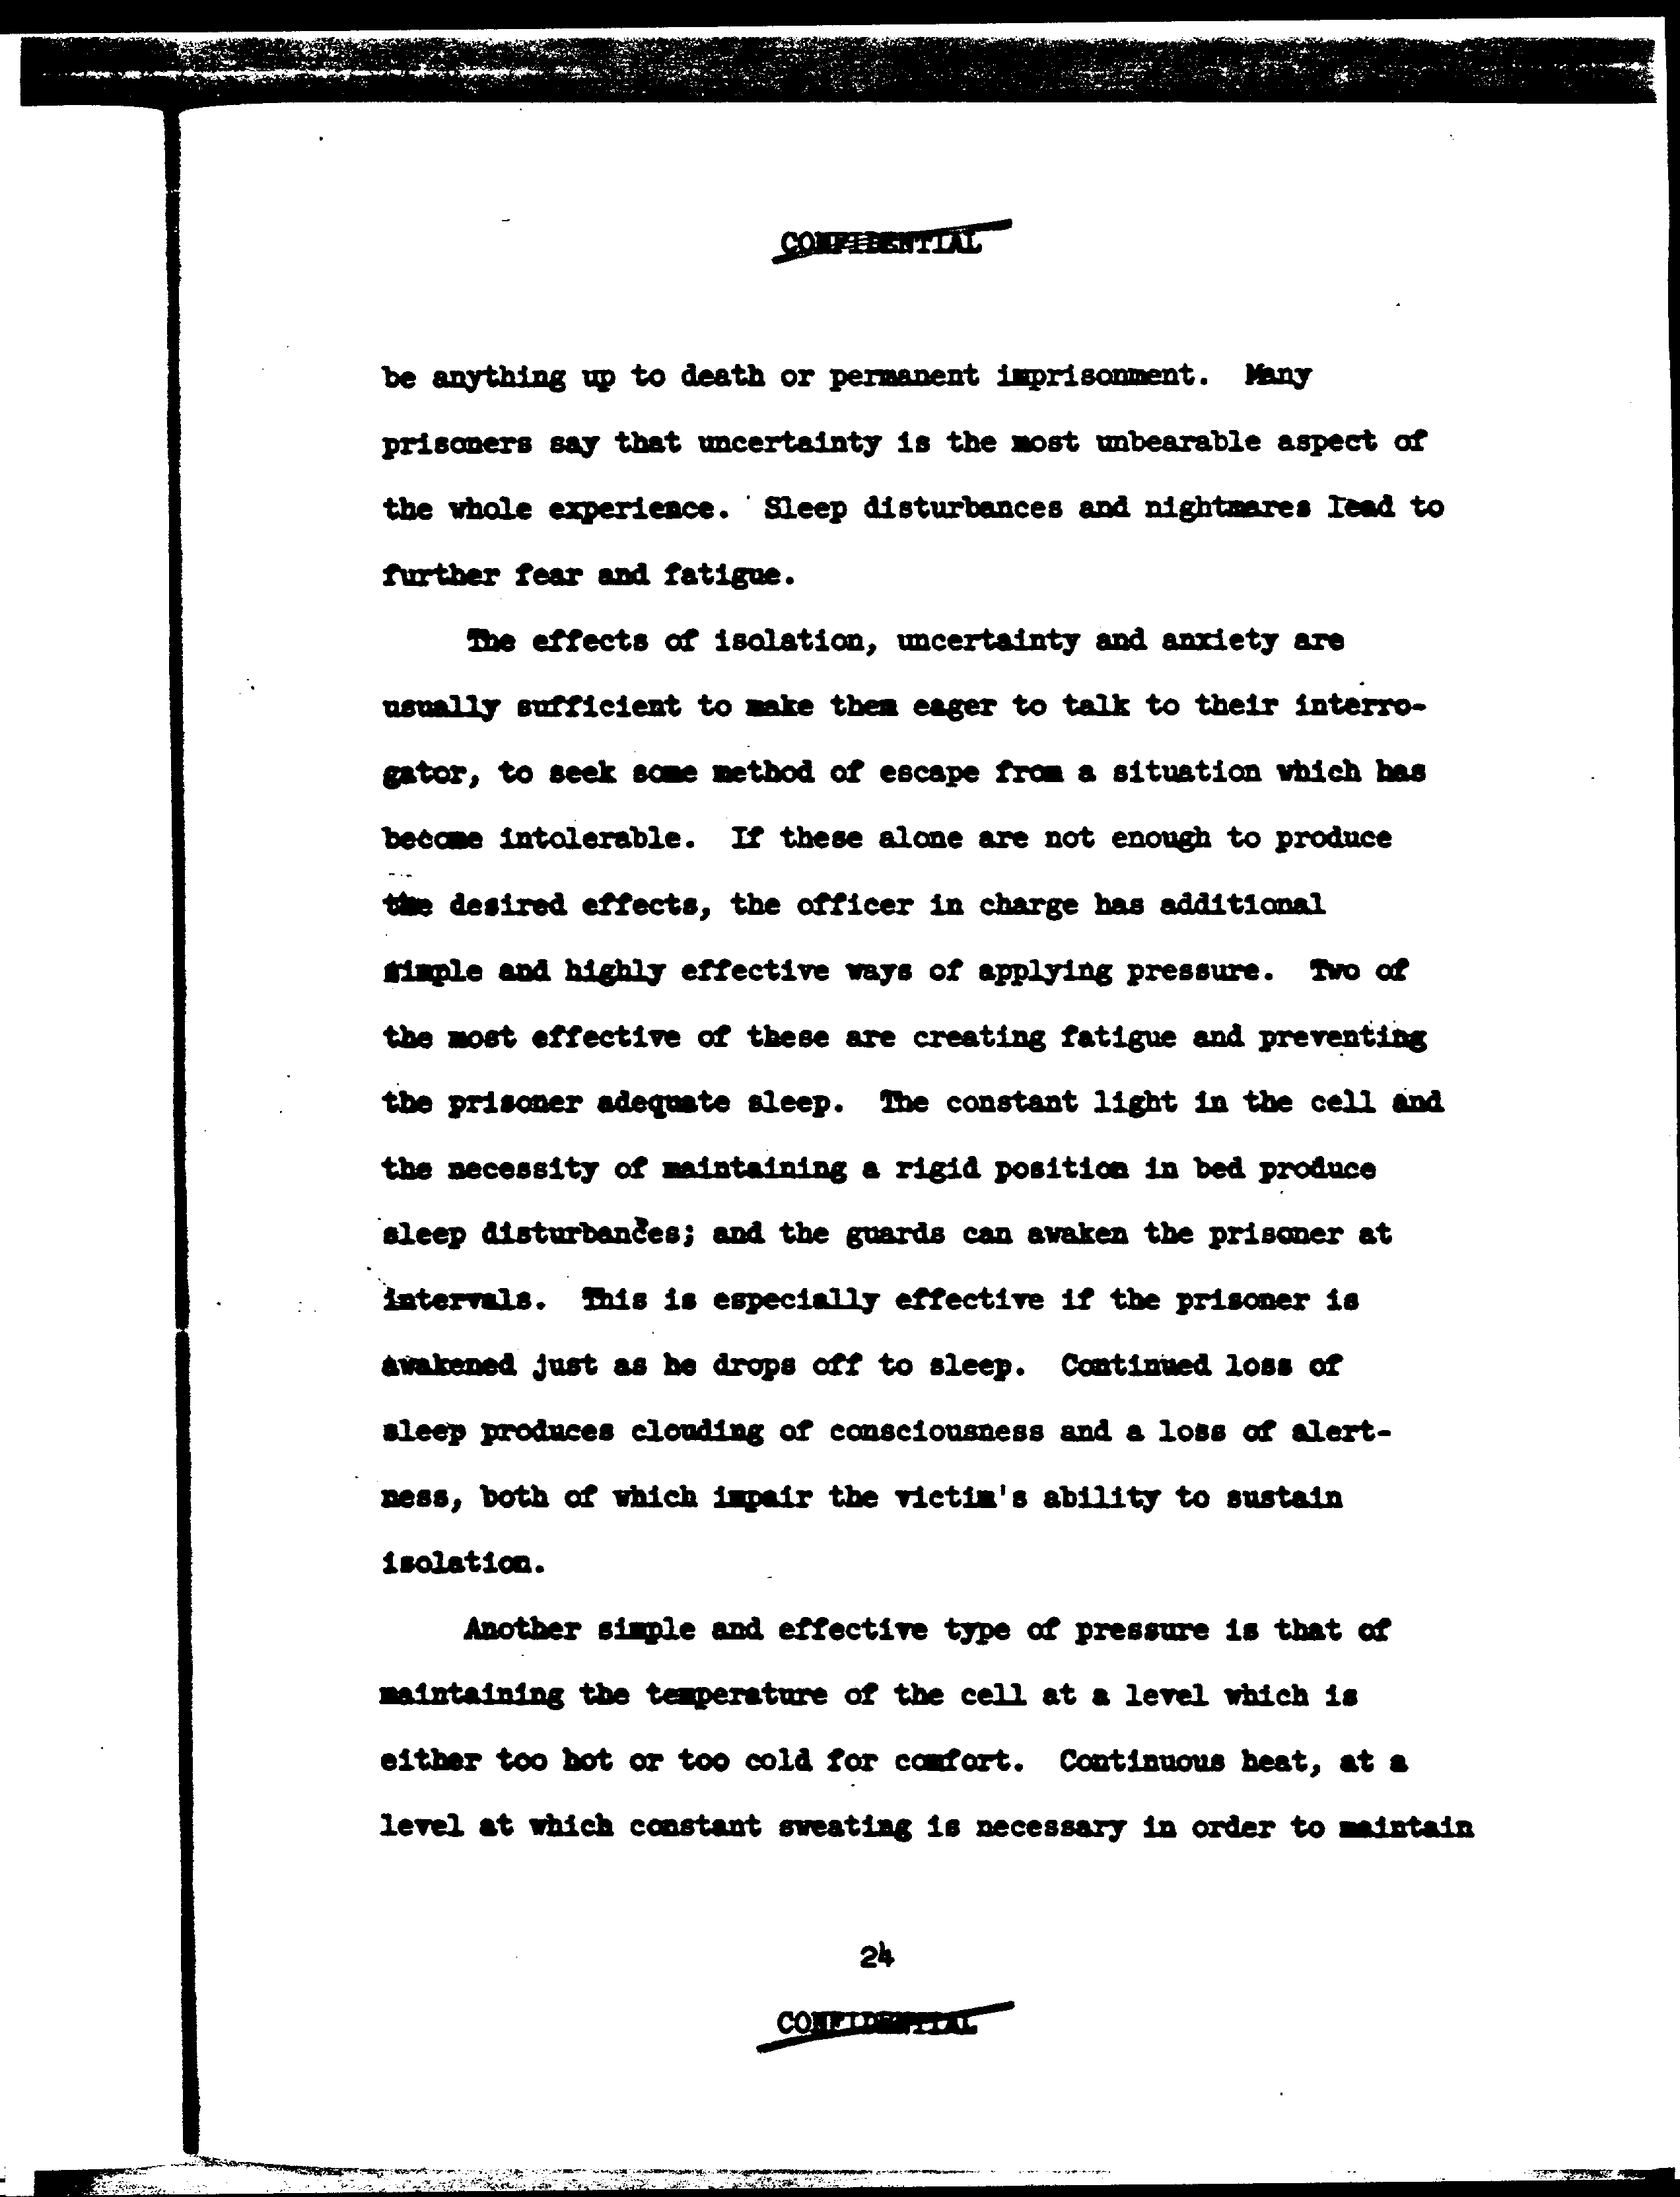 CONFIDENTIAL
be anything up to death or permanent imprisonment. Many
prisoners say that uncertainty is the most unbearable aspect of
the whole experience. Sleep disturbances and nightmares lead to
further fear and fatigue.
The effects of isolation, uncertainty and anxiety are
usually sufficient to make them eager to talk to their interro-
gator, to seek some method of escape from a situation which has
become intolerable. If these alone are not enough to produce
the desired effects, the officer in charge has additional
simple and highly effective ways of applying pressure. Two of
the most effective of these are creating fatigue and preventing
the prisoner adequate sleep. The constant light in the cell and
the necessity of maintaining a rigid position in bed produce
sleep disturbances; and the guards can awaken the prisoner at
intervals. This is especially effective if the prisoner is
awakened just as he drops off to sleep. Continued loss of
sleep produces clouding of consciousness and a loss of alert-
ness, both of which impair the victim's ability to sustain
isolation.
Another simple and effective type of pressure is that of
maintaining the temperature of the cell at a level which is
either too hot or too cold for comfort. Continuous heat, at a
level at which constant sweating is necessary in order to maintain
24
CONFIDENTIAL